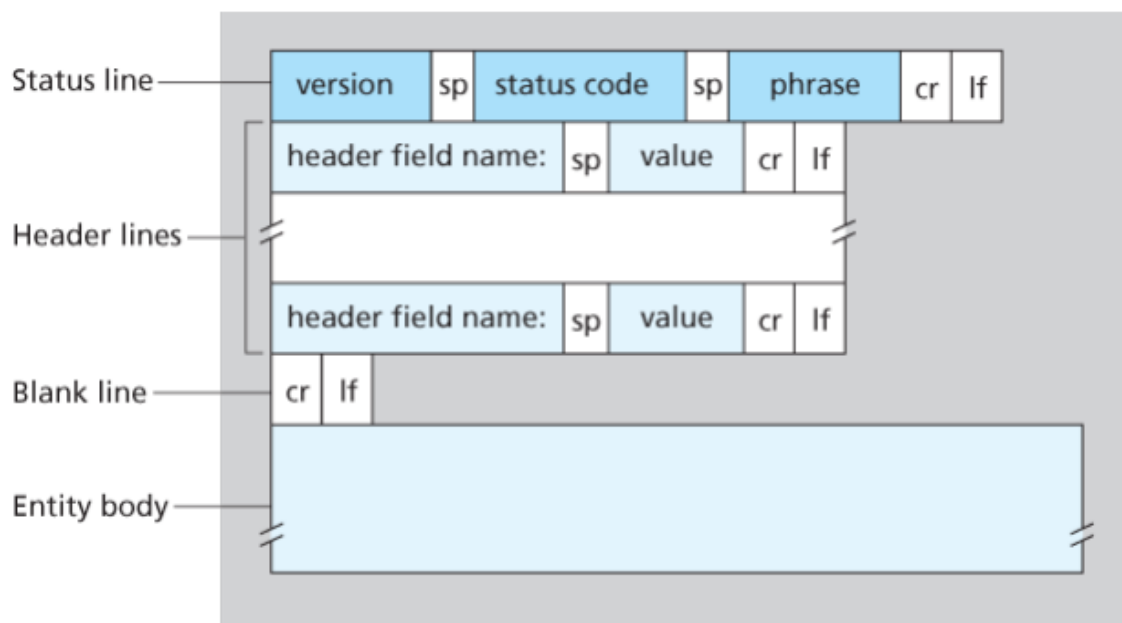 Status line version sp status code sp phrase cr lf
header field name: sp value cr lf
Header lines
header field name: sp value cr lf
Blank line cr lf
Entity body